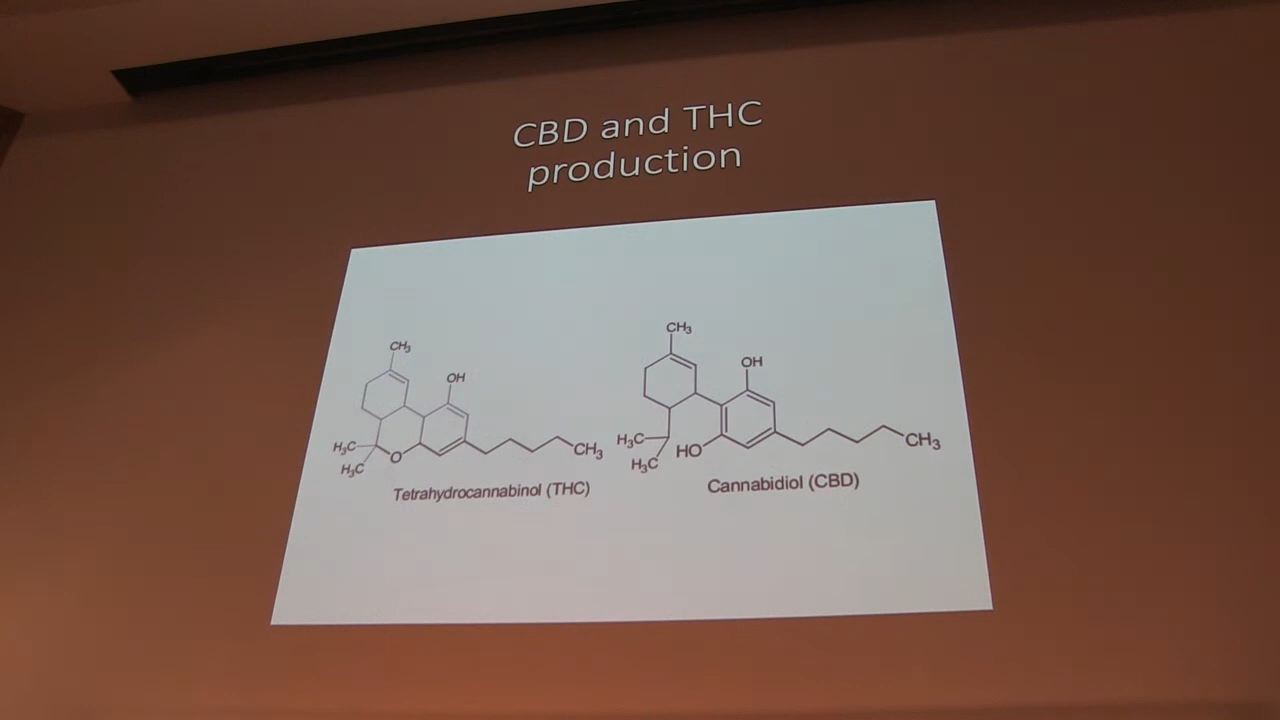 CBD and THC
production
CH₃
OH
H₃C
H₃C
O
CH₃
Tetrahydrocannabinol (THC)
CH₃
OH
H₃C
H₃C
HO
CH₃
Cannabidiol (CBD)